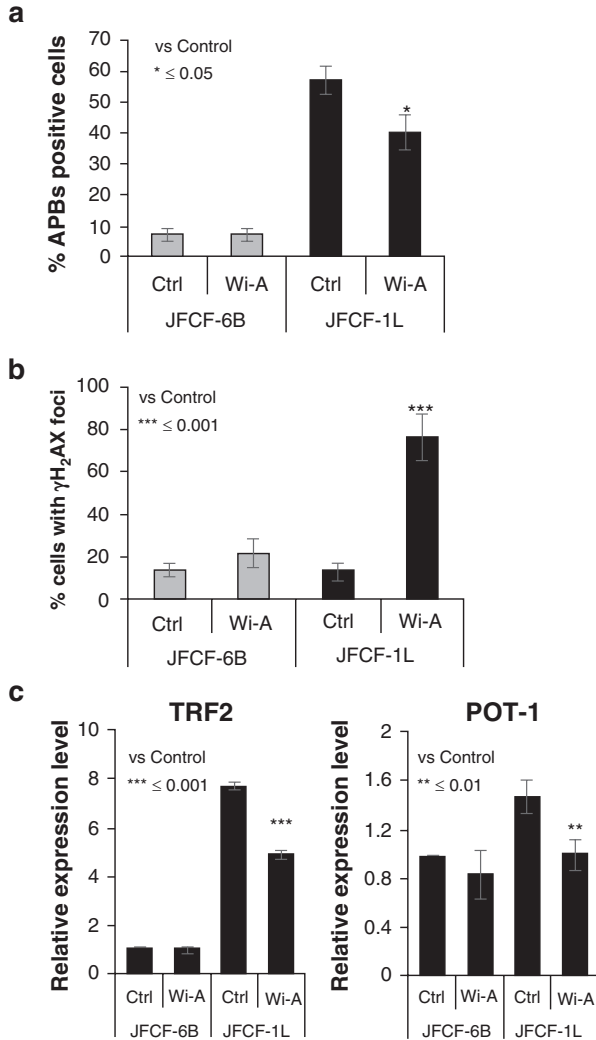 a
% APBs positive cells
70
60
50
40
30
20
10
0
vs Control
* ≤ 0.05
*
Ctrl
Wi-A
Ctrl
Wi-A
JFCF-6B
JFCF-1L
b
% cells with γH₂AX foci
100
80
60
40
20
0
vs Control
*** ≤ 0.001
***
Ctrl
Wi-A
Ctrl
Wi-A
JFCF-6B
JFCF-1L
c
TRF2
Relative expression level
10
8
6
4
2
0
vs Control
*** ≤ 0.001
***
Ctrl
Wi-A
Ctrl
Wi-A
JFCF-6B
JFCF-1L
POT-1
Relative expression level
2
1.6
1.2
0.8
0.4
0
vs Control
** ≤ 0.01
**
Ctrl
Wi-A
Ctrl
Wi-A
JFCF-6B
JFCF-1L